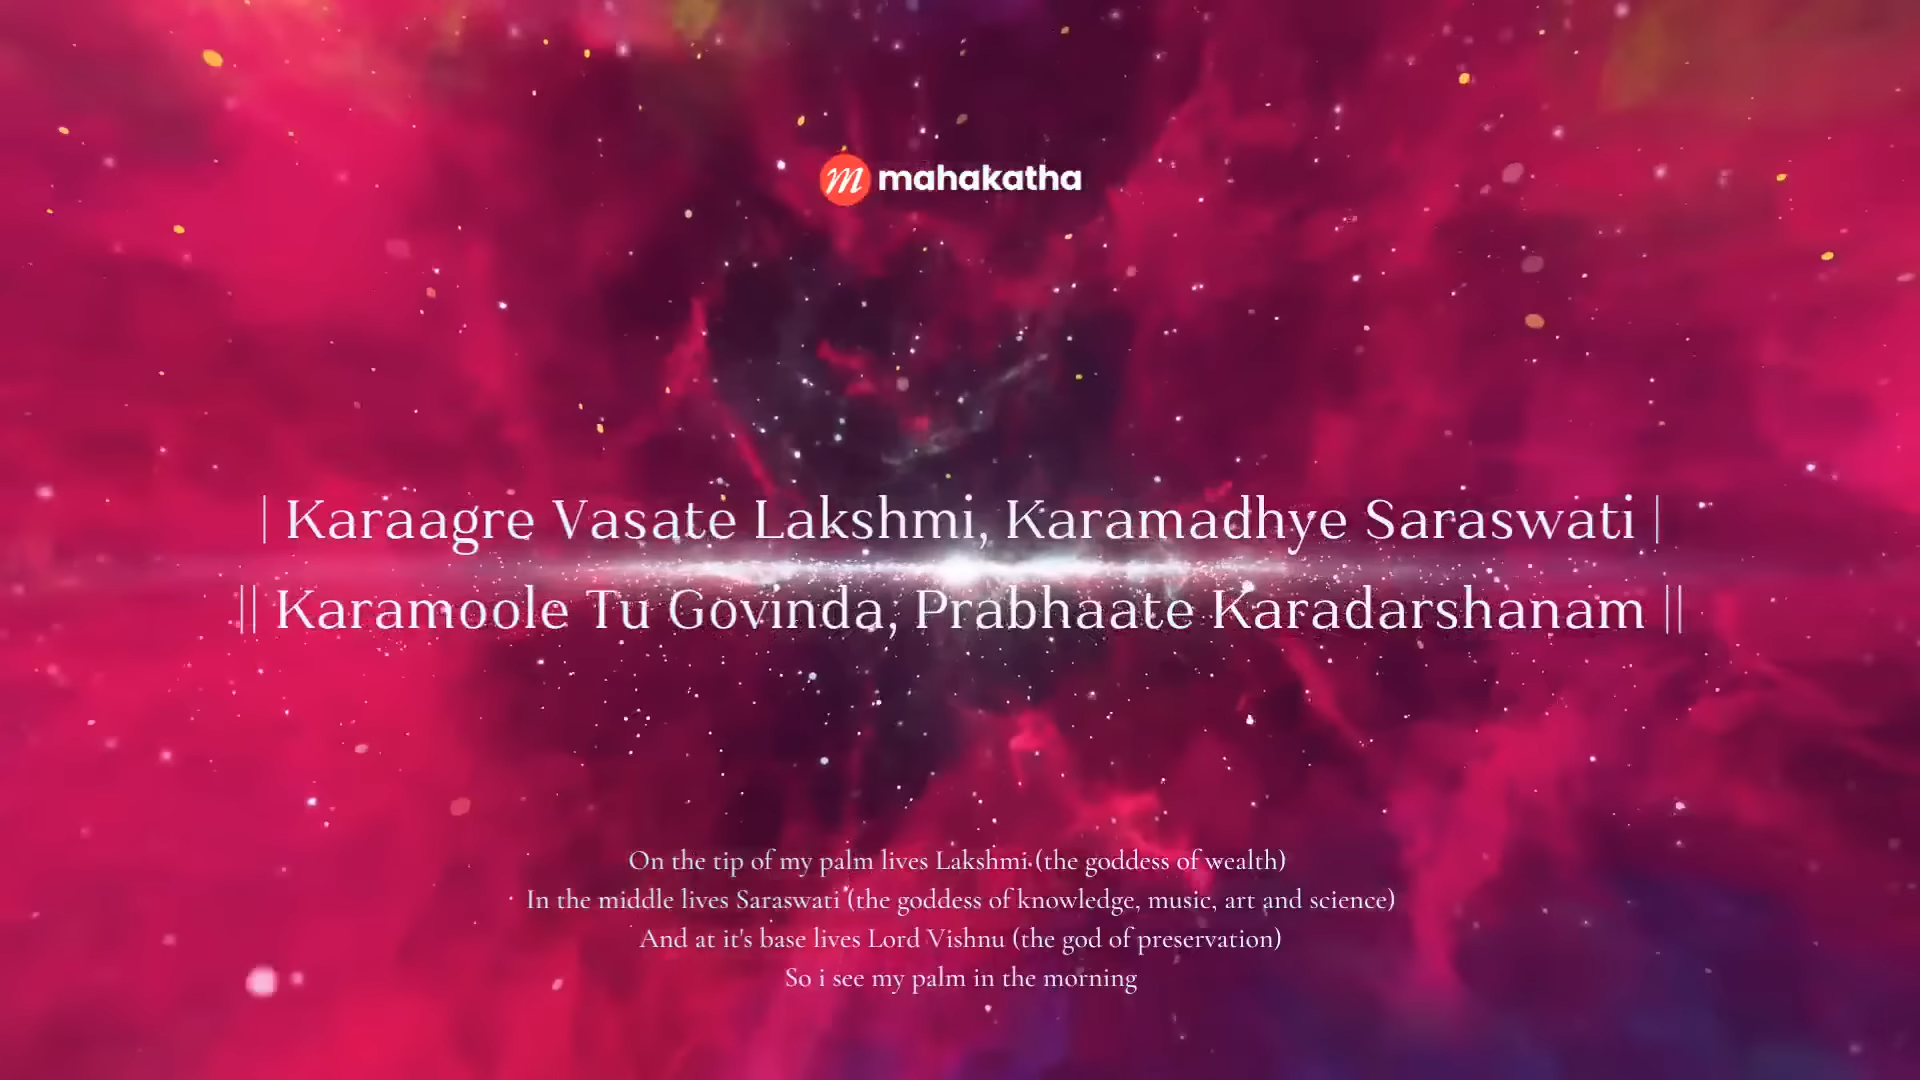 mahakatha
| Karaagre Vasate Lakshmi, Karamadhye Saraswati |
|| Karamoole Tu Govinda, Prabhaate Karadarshanam ||
On the tip of my palm lives Lakshmi (the goddess of wealth)
In the middle lives Saraswati (the goddess of knowledge, music, art and science)
And at it's base lives Lord Vishnu (the god of preservation)
So i see my palm in the morning